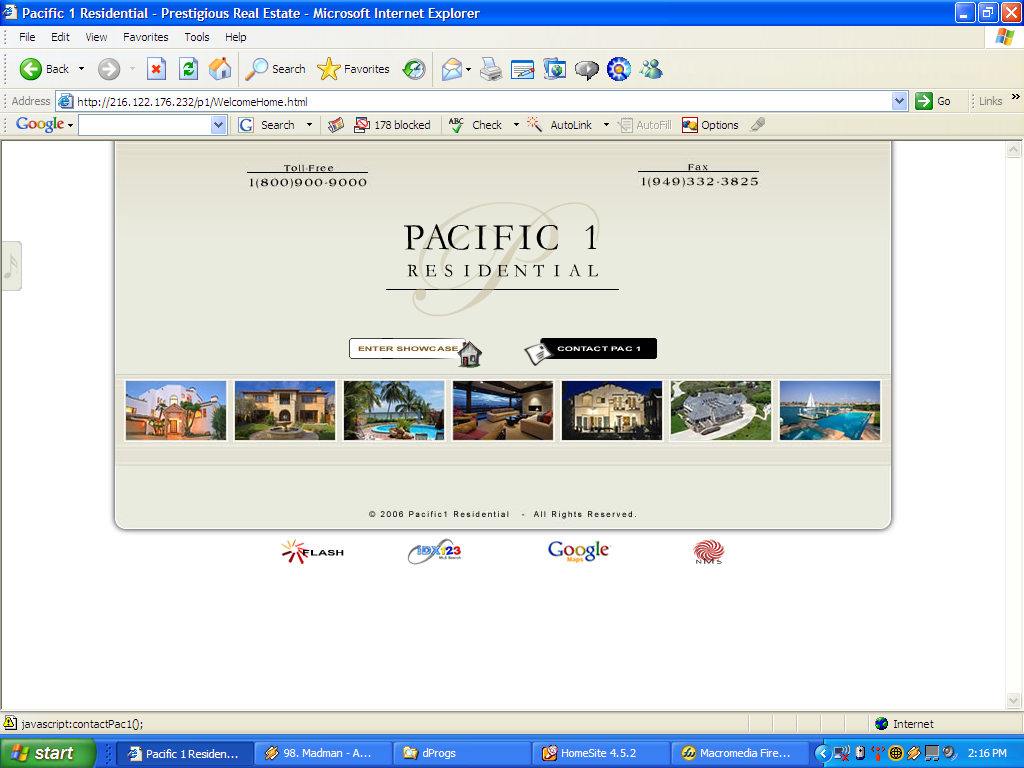 Pacific 1 Residential - Prestigious Real Estate - Microsoft Internet Explorer
File Edit View Favorites Tools Help
Back Search Favorites
Address http://216.122.176.232/p1/WelcomeHome.html Go Links »
Google Search 178 blocked ABC Check AutoLink AutoFill Options
Toll-Free Fax
1(800)900-9000 1(949)332-3825
PACIFIC 1
RESIDENTIAL
ENTER SHOWCASE CONTACT PAC 1
© 2006 Pacific1 Residential - All Rights Reserved.
FLASH IDX123 Google NMS
MLS Search Maps
javascript:contactPac1(); Internet
start Pacific 1 Residen... 98. Madman - A... dProgs HomeSite 4.5.2 Macromedia Fire... 2:16 PM